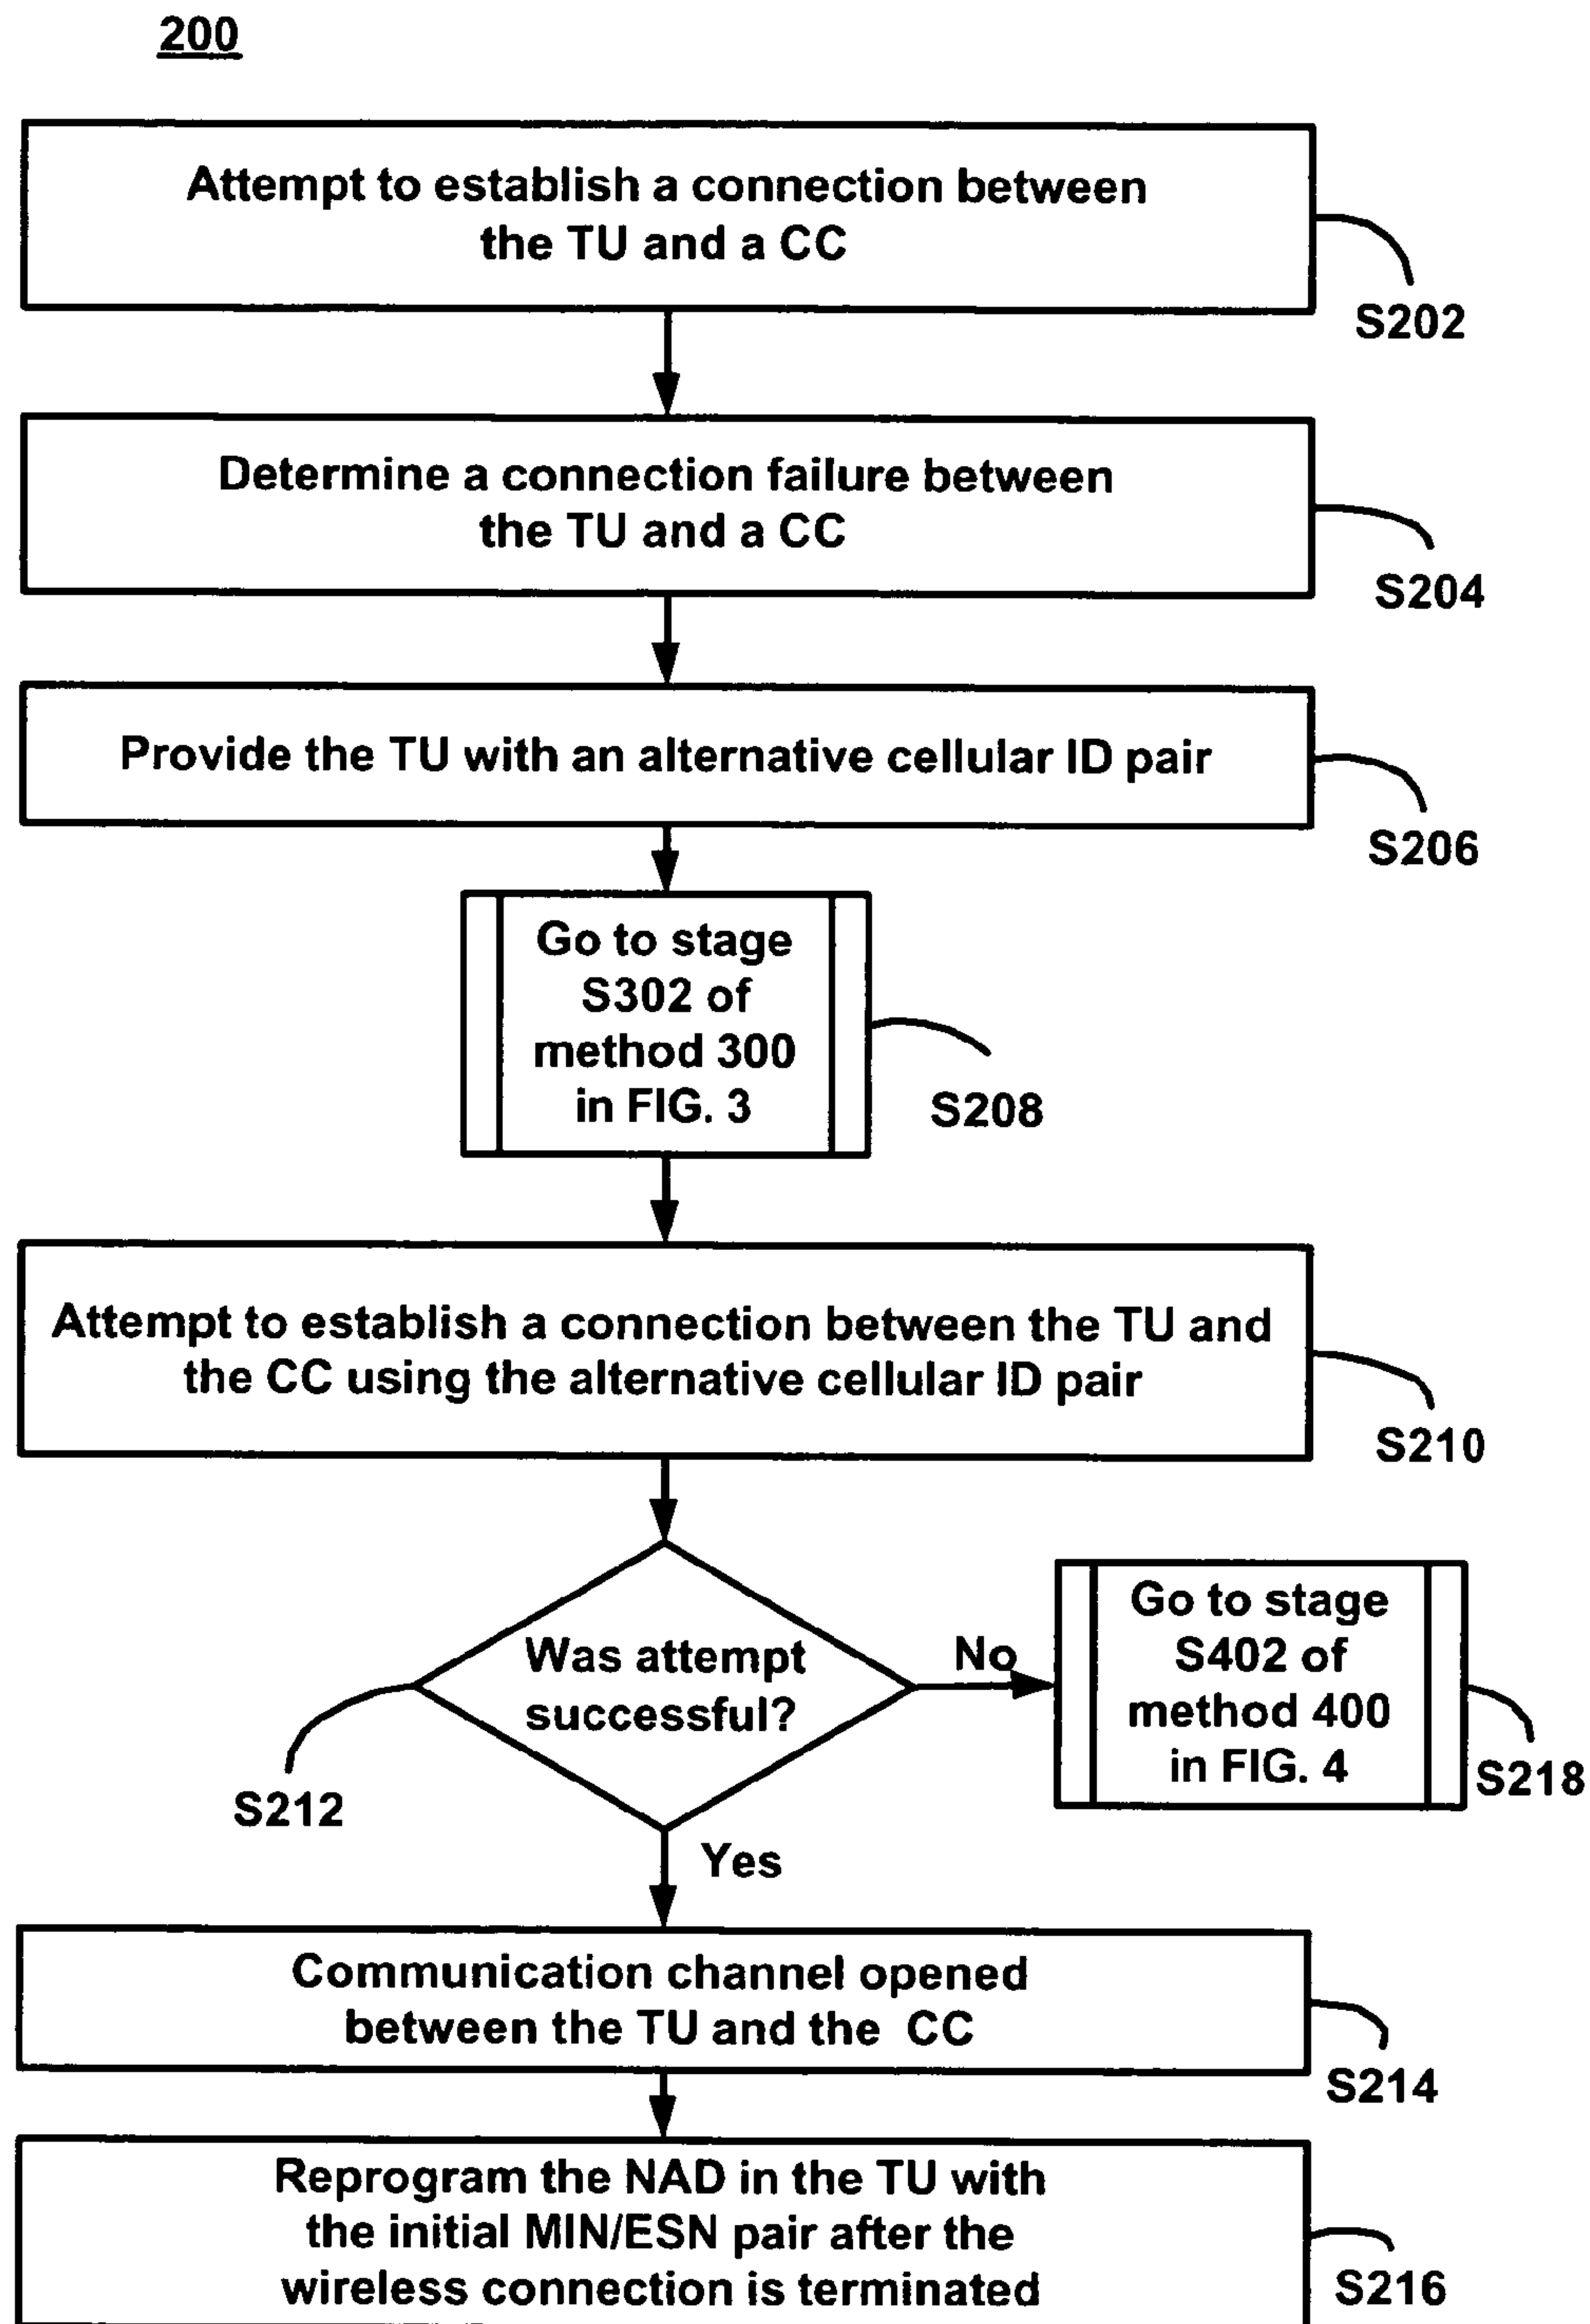 200
Attempt to establish a connection between
the TU and a CC
S202
Determine a connection failure between
the TU and a CC
S204
Provide the TU with an alternative cellular ID pair
S206
Go to stage
S302 of
method 300
in FIG. 3
S208
Attempt to establish a connection between the TU and
the CC using the alternative cellular ID pair
S210
Was attempt
successful?
S212
No
Go to stage
S402 of
method 400
in FIG. 4
S218
Yes
Communication channel opened
between the TU and the CC
S214
Reprogram the NAD in the TU with
the initial MIN/ESN pair after the
wireless connection is terminated
S216